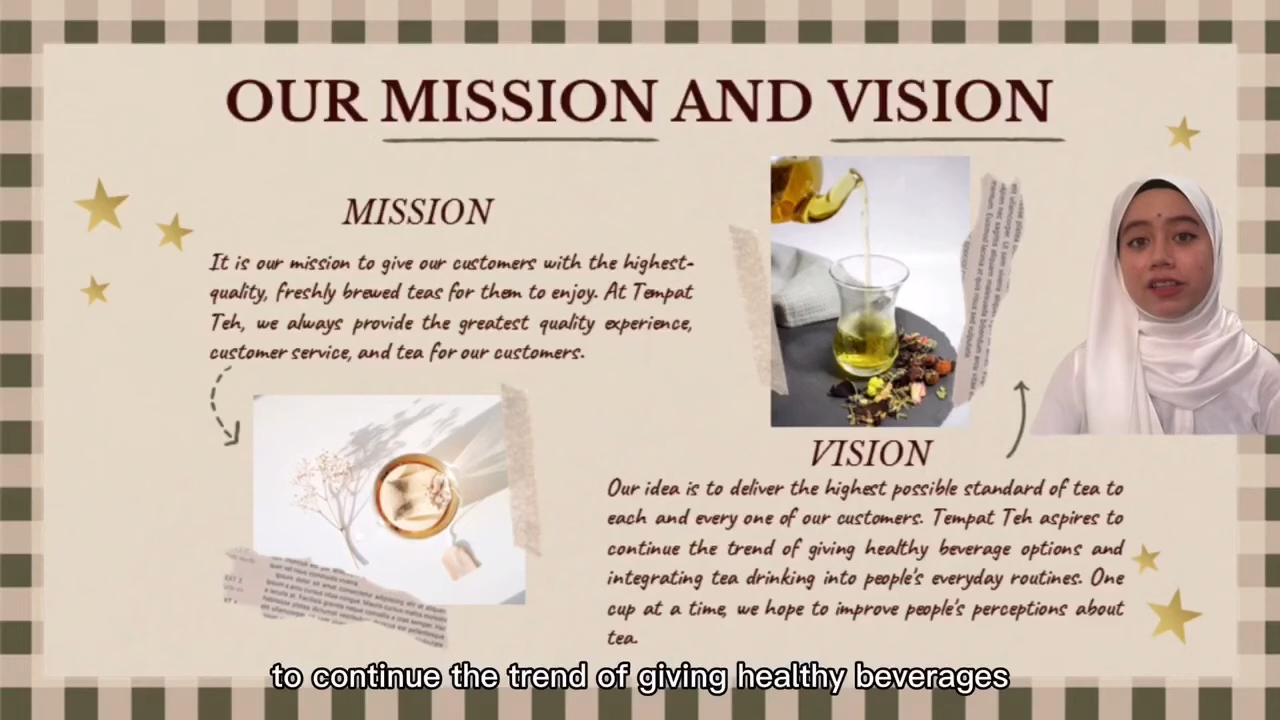 OUR MISSION AND VISION
MISSION
It is our mission to give our customers with the highest-
quality, freshly brewed teas for them to enjoy. At Tempat
Teh, we always provide the greatest quality experience,
customer service, and tea for our customers.
VISION
Our idea is to deliver the highest possible standard of tea to
each and every one of our customers. Tempat Teh aspires to
continue the trend of giving healthy beverage options and
integrating tea drinking into people's everyday routines. One
cup at a time, we hope to improve people's perceptions about
tea.
to continue the trend of giving healthy beverages